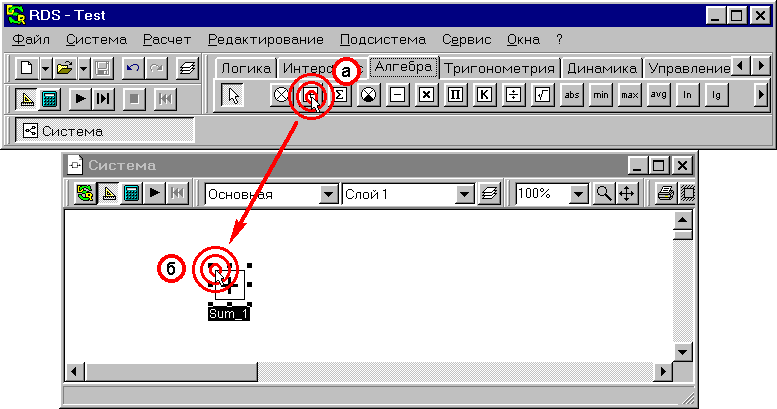 RDS - Test
Файл Система Расчет Редактирование Подсистема Сервис Окна ?
Логика Интерф Алгебра Тригонометрия Динамика Управление
а
Σ Π K ÷ √ abs min max avg ln lg
Система
Система
Основная Слой 1 100%
б
Sum_1